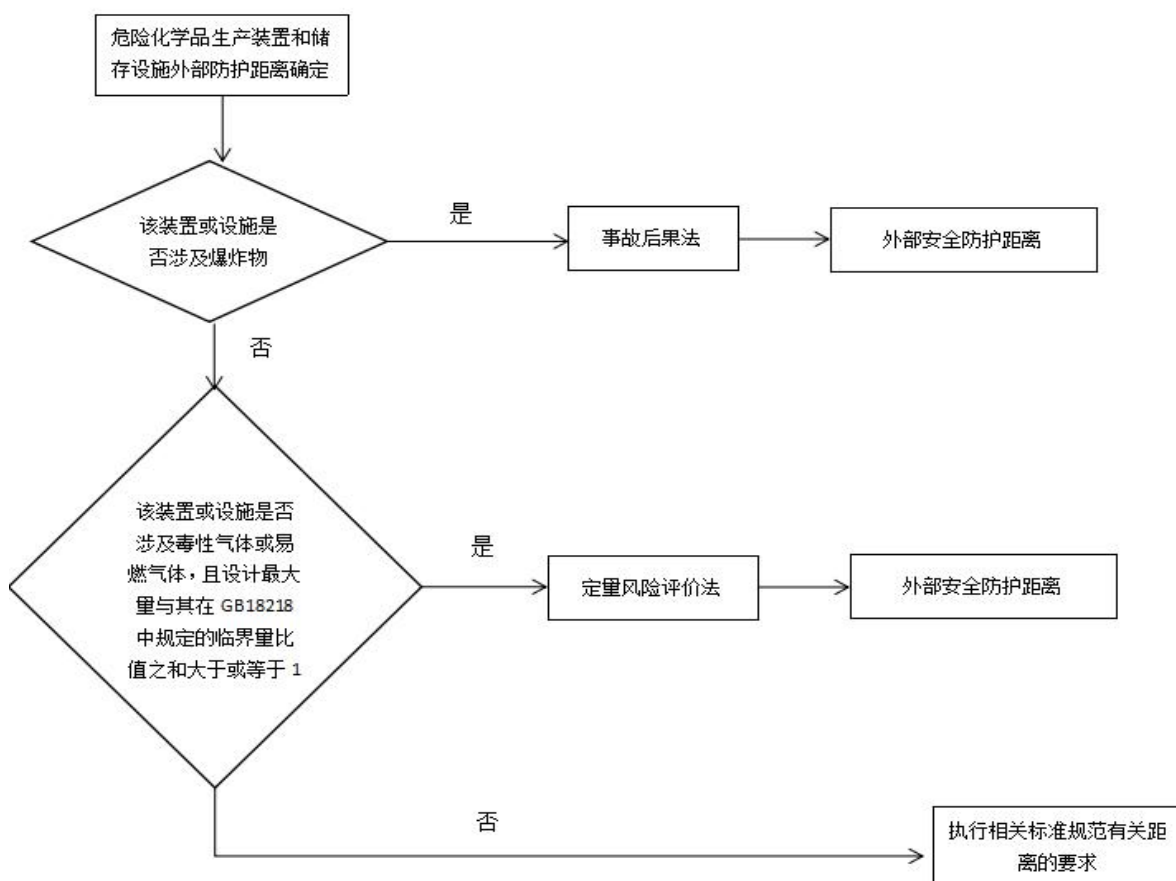 危险化学品生产装置和储
存设施外部防护距离确定
该装置或设施是
否涉及爆炸物
是
事故后果法
外部安全防护距离
否
该装置或设施是否
涉及毒性气体或易
燃气体，且设计最大
量与其在 GB18218
中规定的临界量比
值之和大于或等于 1
是
定量风险评价法
外部安全防护距离
否
执行相关标准规范有关距
离的要求